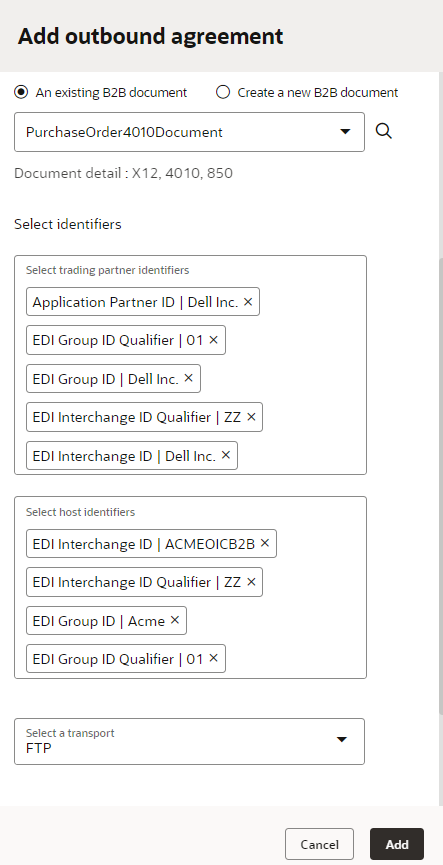 Add outbound agreement
An existing B2B document Create a new B2B document
PurchaseOrder4010Document
Document detail : X12, 4010, 850
Select identifiers
Select trading partner identifiers
Application Partner ID | Dell Inc. ×
EDI Group ID Qualifier | 01 ×
EDI Group ID | Dell Inc. ×
EDI Interchange ID Qualifier | ZZ ×
EDI Interchange ID | Dell Inc. ×
Select host identifiers
EDI Interchange ID | ACMEOICB2B ×
EDI Interchange ID Qualifier | ZZ ×
EDI Group ID | Acme ×
EDI Group ID Qualifier | 01 ×
Select a transport
FTP
Cancel Add